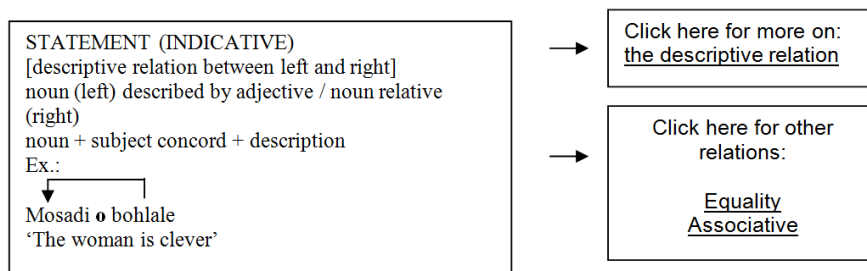 STATEMENT (INDICATIVE)
[descriptive relation between left and right]
noun (left) described by adjective / noun relative
(right)
noun + subject concord + description
Ex.:
Mosadi o bohlale
‘The woman is clever’
Click here for more on:
the descriptive relation
Click here for other
relations:
Equality
Associative